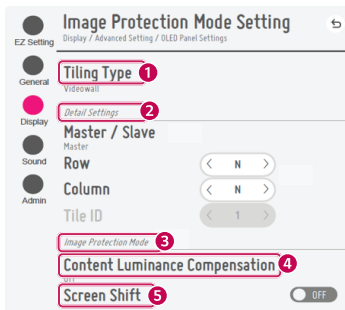 Image Protection Mode Setting
Display / Advanced Setting / OLED Panel Settings
EZ Setting
General
Display
Sound
Admin
Tiling Type 1
Videowall
Detail Settings 2
Master / Slave
Master
Row < N >
Column < N >
Tile ID < 1 >
Image Protection Mode 3
Content Luminance Compensation 4
Off
Screen Shift 5
OFF